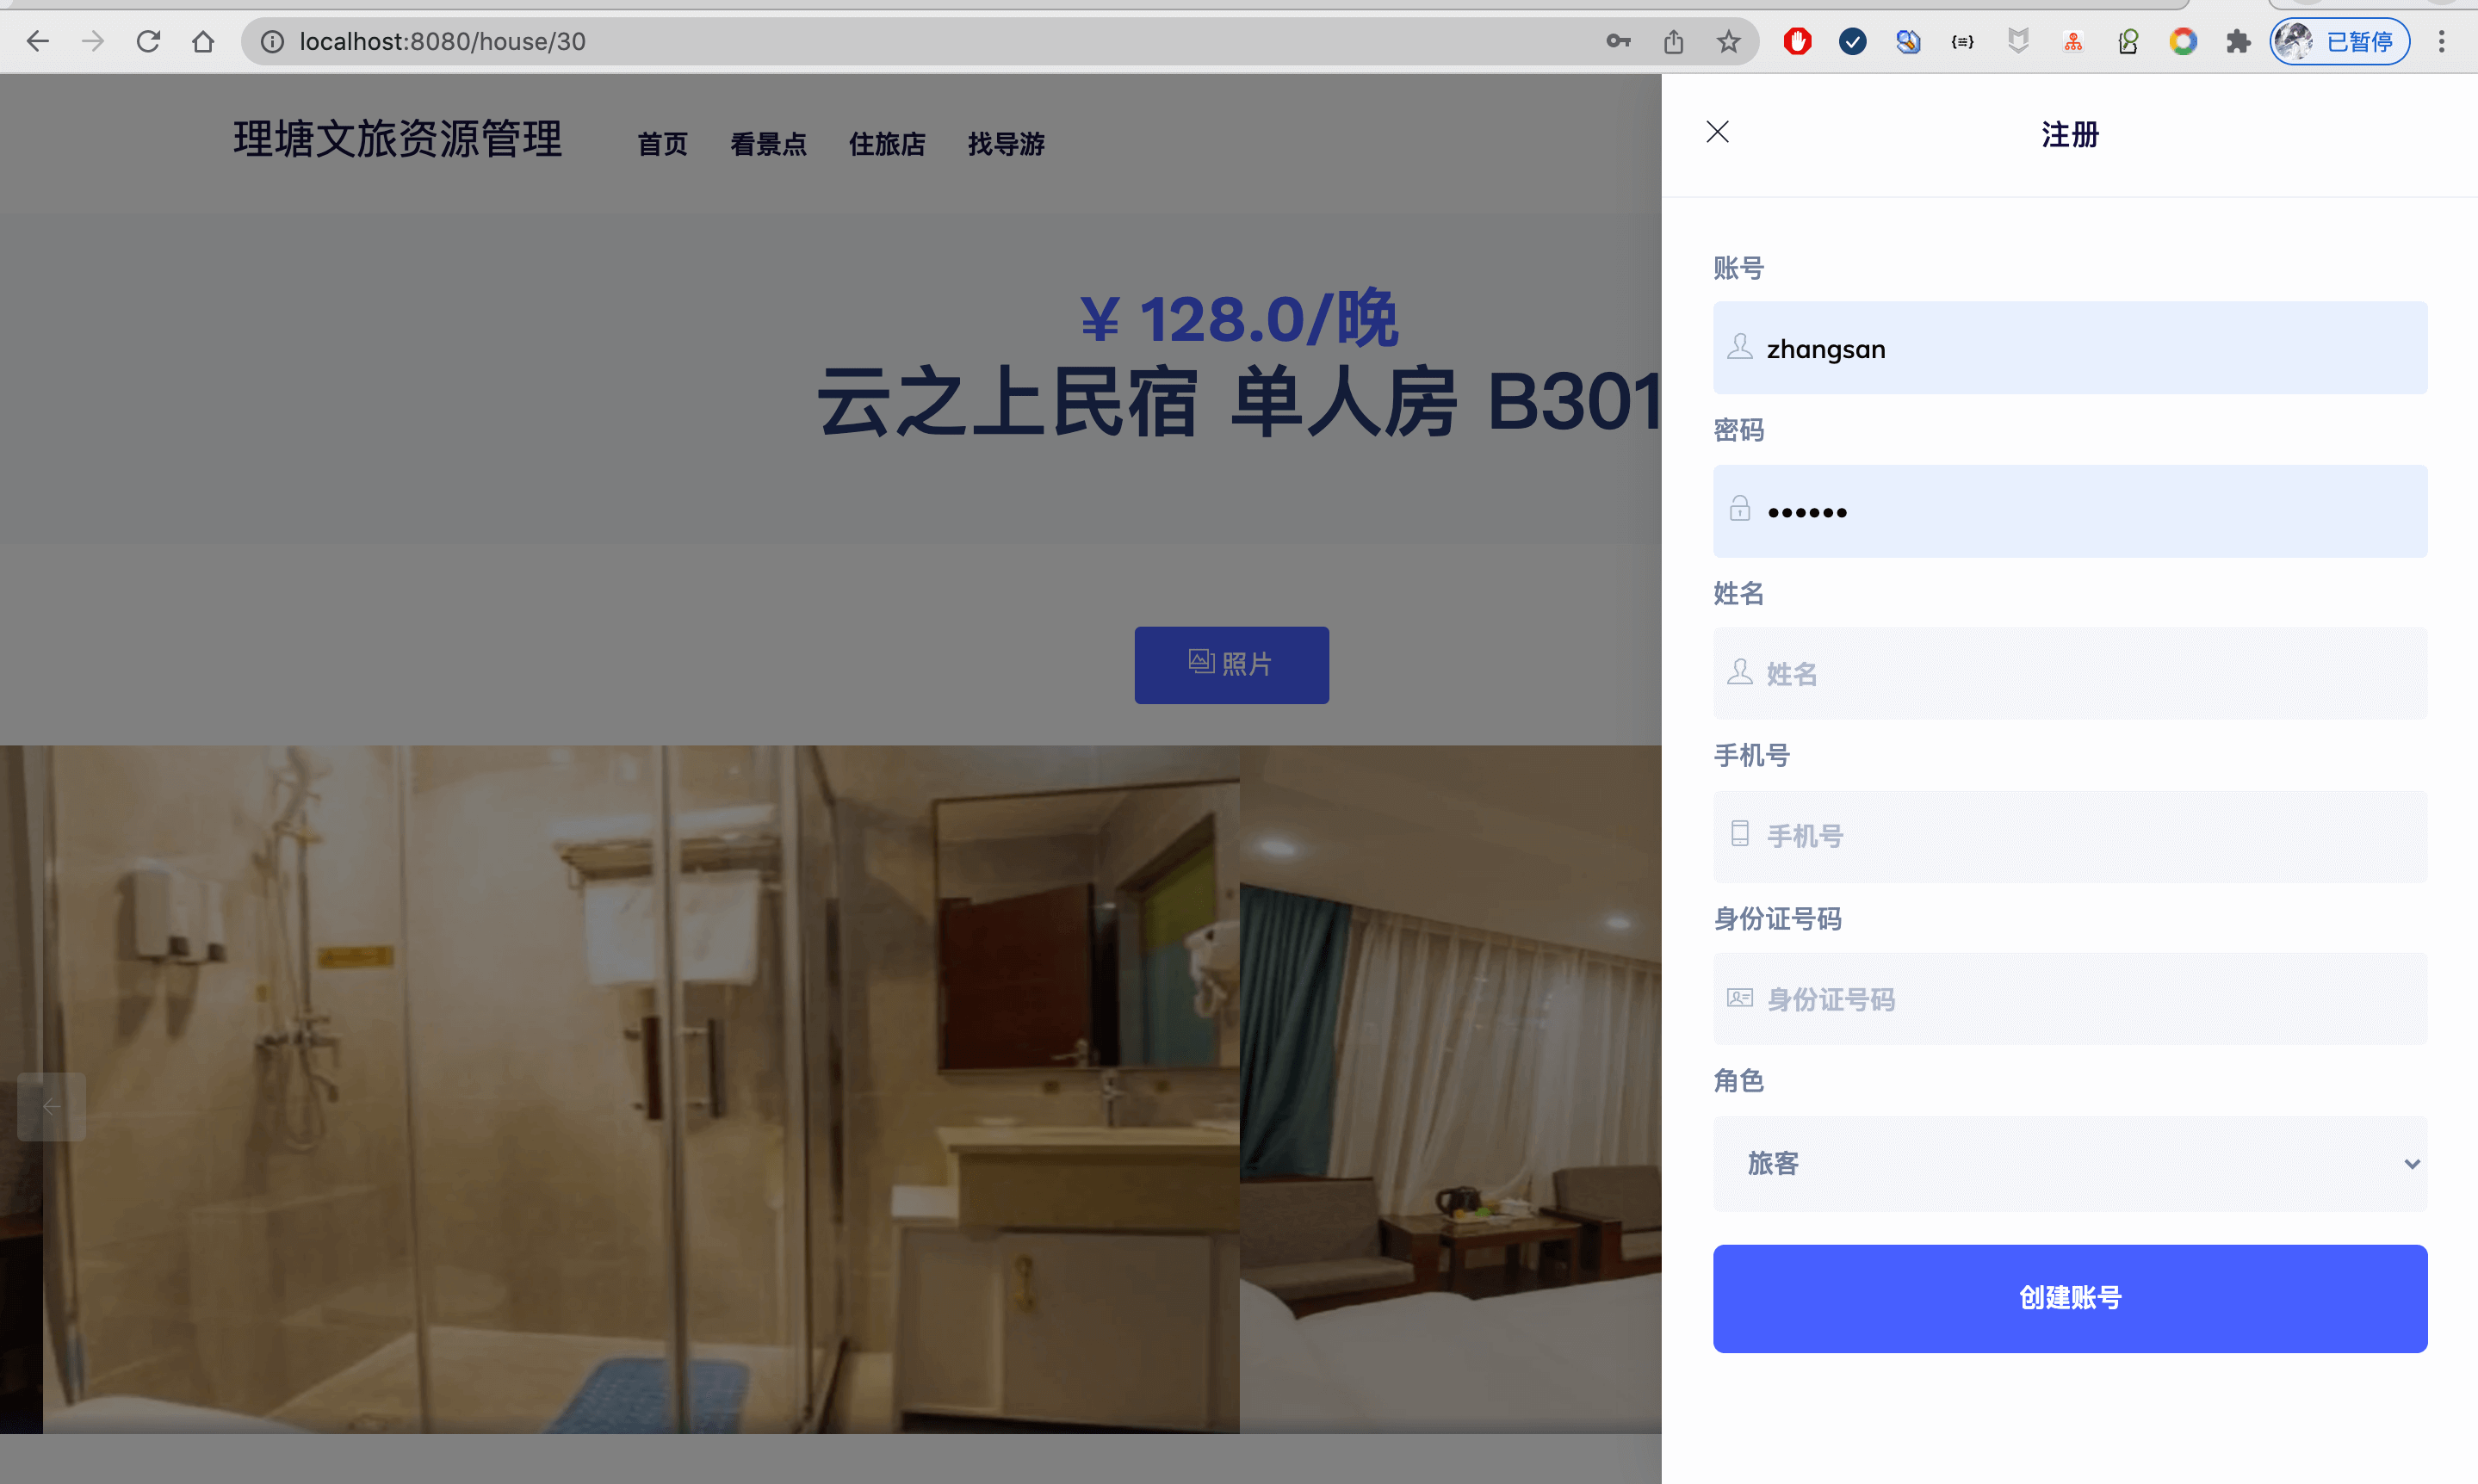 localhost:8080/house/30
已暂停
理塘文旅资源管理
首页 看景点 住旅店 找导游
¥ 128.0/晚
云之上民宿 单人房 B301
照片
注册
账号
zhangsan
密码
••••••
姓名
姓名
手机号
手机号
身份证号码
身份证号码
角色
旅客
创建账号